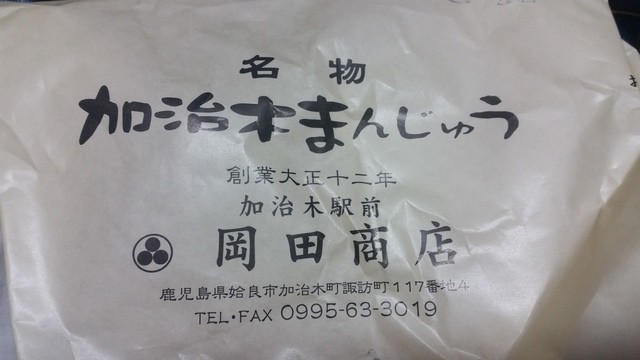 名物
加治木まんじゅう
創業大正十二年
加治木駅前
岡田商店
鹿児島県姶良市加治木町諏訪町117番地4
TEL・FAX 0995-63-3019